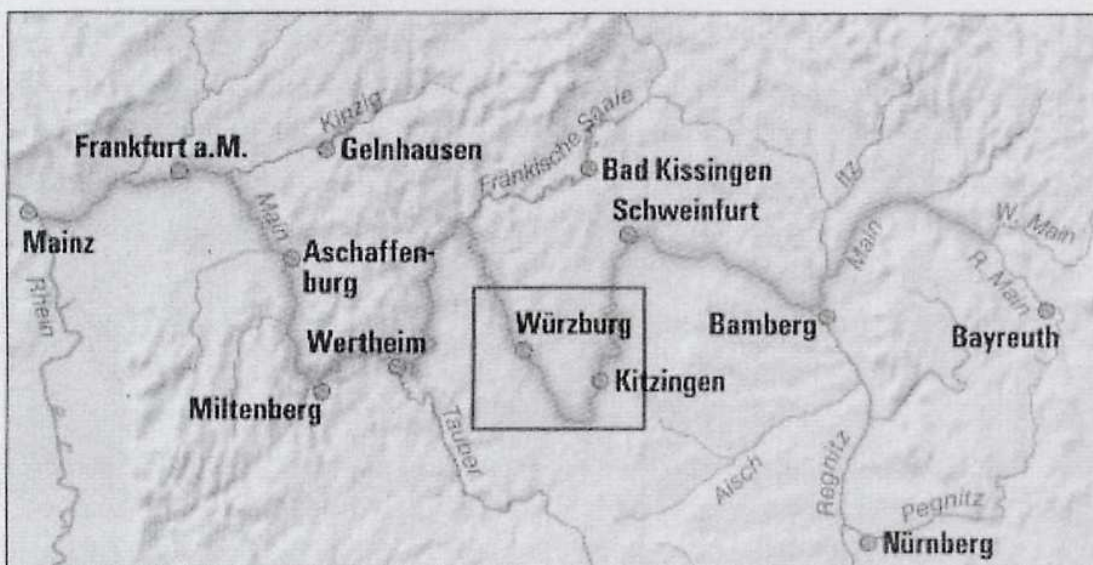 Kinzig
Fränkische Saale
Frankfurt a.M.
Gelnhausen
Bad Kissingen
Itz
Schweinfurt
W. Main
Mainz
Main
Main
Aschaffen-
burg
R. Main
Rhein
Würzburg
Bamberg
Wertheim
Bayreuth
Kitzingen
Miltenberg
Tauber
Aisch
Regnitz
Pegnitz
Nürnberg